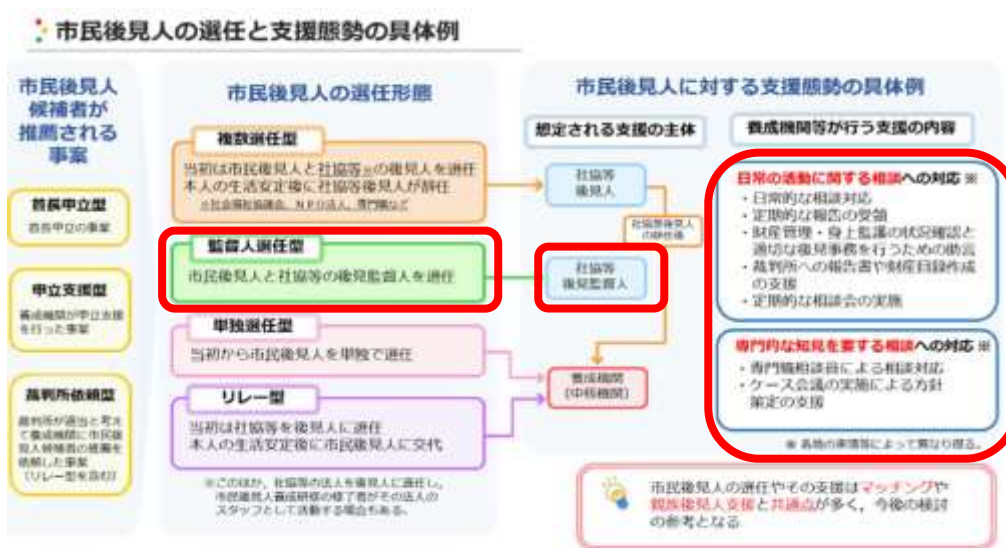 市民後見人の選任と支援態勢の具体例
市民後見人
候補者が
推薦される
事案
首長申立型
首長申立の事案
申立支援型
養成機関が申立支援
を行った事案
裁判所依頼型
裁判所が適当と考え
て養成機関に市民後
見人候補者の推薦を
依頼した事案
(リレー型を含む)
市民後見人の選任形態
複数選任型
当初は市民後見人と社協等※の後見人を選任
本人の生活安定後に社協等後見人が辞任
※社会福祉協議会、NPO法人、専門職など
監督人選任型
市民後見人と社協等の後見監督人を選任
単独選任型
当初から市民後見人を単独で選任
リレー型
当初は社協等を後見人に選任
本人の生活安定後に市民後見人に交代
※このほか、社協等の法人を後見人に選任し、
市民後見人養成研修の修了者がその法人の
スタッフとして活動する場合もある。
市民後見人に対する支援態勢の具体例
想定される支援の主体
社協等
後見人
社協等後見人
の辞任後
社協等
後見監督人
養成機関
(中核機関)
養成機関等が行う支援の内容
日常の活動に関する相談への対応 ※
・日常的な相談対応
・定期的な報告の受領
・財産管理・身上監護の状況確認と
適切な後見事務を行うための助言
・裁判所への報告書や財産目録作成
の支援
・定期的な相談会の実施
専門的な知見を要する相談への対応 ※
・専門職相談員による相談対応
・ケース会議の実施による方針
策定の支援
※ 各地の実情等によって異なり得る。
市民後見人の選任やその支援はマッチングや
親族後見人支援と共通点が多く、今後の検討
の参考となる